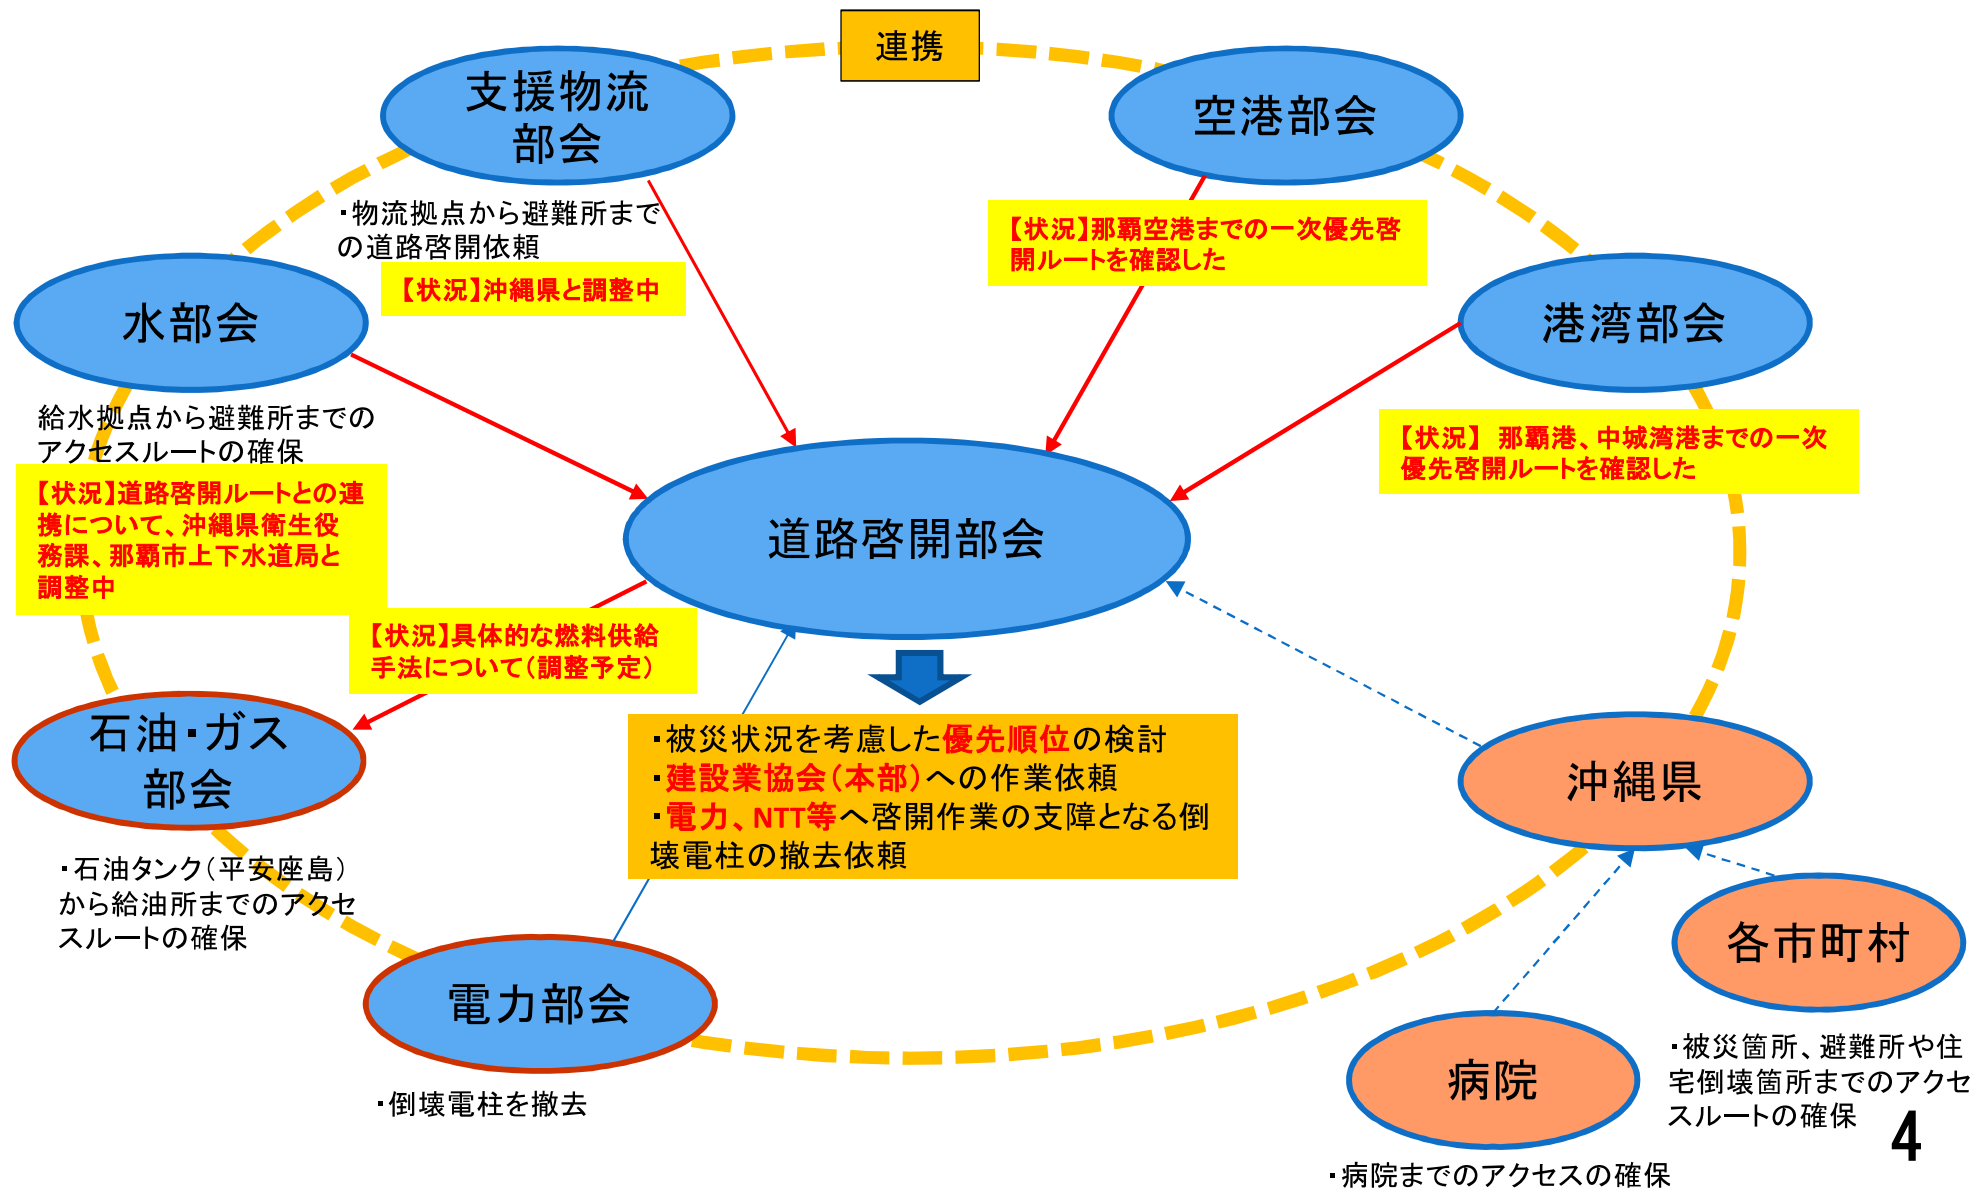 連携
支援物流
部会
空港部会
・物流拠点から避難所まで
の道路啓開依頼
【状況】沖縄県と調整中
【状況】那覇空港までの一次優先啓
開ルートを確認した
水部会
港湾部会
給水拠点から避難所までの
アクセスルートの確保
【状況】道路啓開ルートとの連
携について、沖縄県衛生役
務課、那覇市上下水道局と
調整中
【状況】 那覇港、中城湾港までの一次
優先啓開ルートを確認した
道路啓開部会
【状況】具体的な燃料供給
手法について（調整予定）
石油・ガス
部会
・被災状況を考慮した優先順位の検討
・建設業協会（本部）への作業依頼
・電力、NTT等へ啓開作業の支障となる倒
壊電柱の撤去依頼
沖縄県
・石油タンク（平安座島）
から給油所までのアクセ
スルートの確保
電力部会
各市町村
・倒壊電柱を撤去
病院
・被災箇所、避難所や住
宅倒壊箇所までのアクセ
スルートの確保
・病院までのアクセスの確保
4